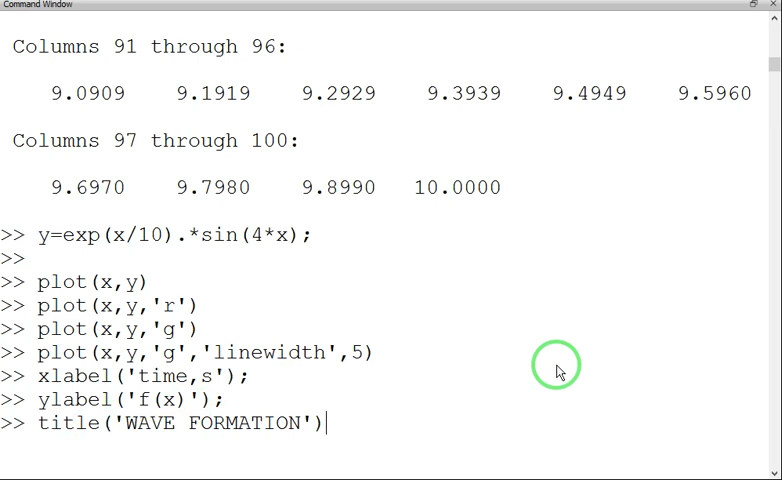 Command Window
Columns 91 through 96:
9.0909 9.1919 9.2929 9.3939 9.4949 9.5960
Columns 97 through 100:
9.6970 9.7980 9.8990 10.0000
>> y=exp(x/10).*sin(4*x);
>>
>> plot(x,y)
>> plot(x,y,'r')
>> plot(x,y,'g')
>> plot(x,y,'g','linewidth',5)
>> xlabel('time,s');
>> ylabel('f(x)');
>> title('WAVE FORMATION')